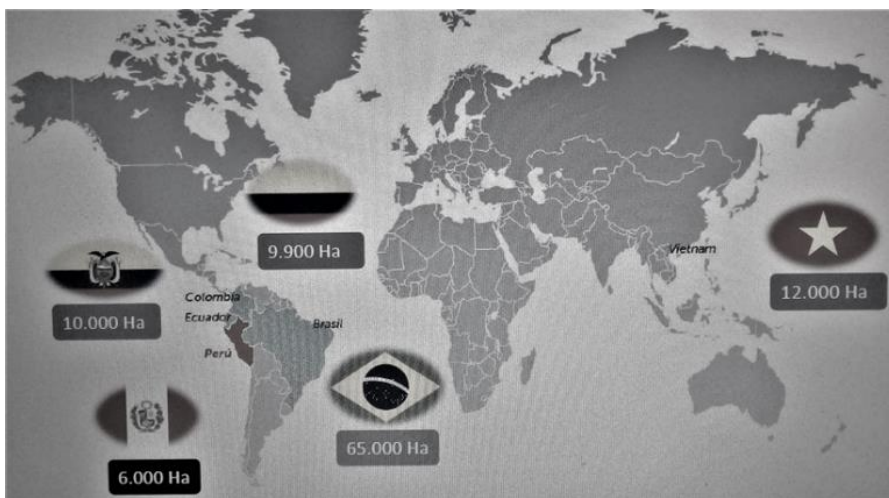 9.900 Ha
Vietnam
12.000 Ha
10.000 Ha
Colombia
Ecuador
Brasil
Perú
65.000 Ha
6.000 Ha